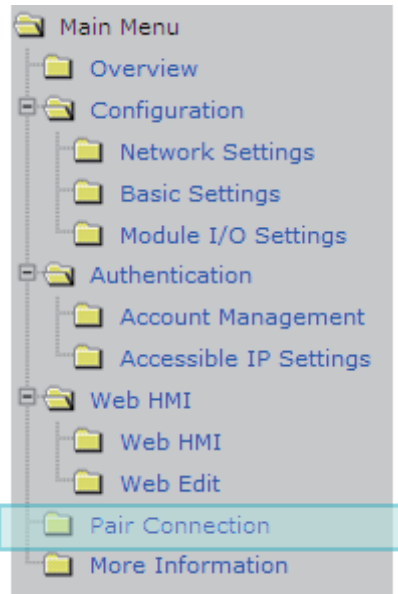 Main Menu
Overview
Configuration
Network Settings
Basic Settings
Module I/O Settings
Authentication
Account Management
Accessible IP Settings
Web HMI
Web HMI
Web Edit
Pair Connection
More Information